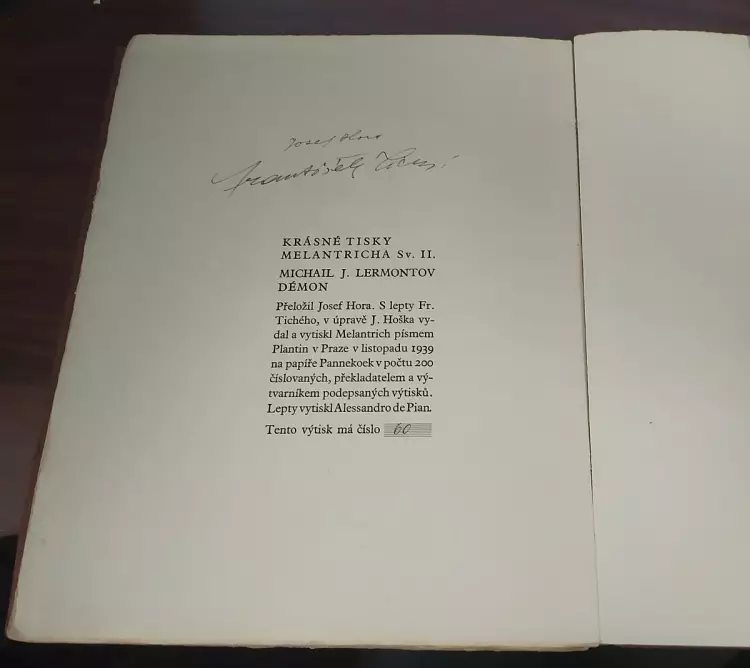 Josef Hora
František Tichý
KRÁSNÉ TISKY
MELANTRICHA Sv. II.
MICHAIL J. LERMONTOV
DÉMON
Přeložil Josef Hora. S lepty Fr.
Tichého, v úpravě J. Hoška vy-
dal a vytiskl Melantrich písmem
Plantin v Praze v listopadu 1939
na papíře Pannekoek v počtu 200
číslovaných, překladatelem a vý-
tvarníkem podepsaných výtisků.
Lepty vytiskl Alessandro de Pian.
Tento výtisk má číslo 60